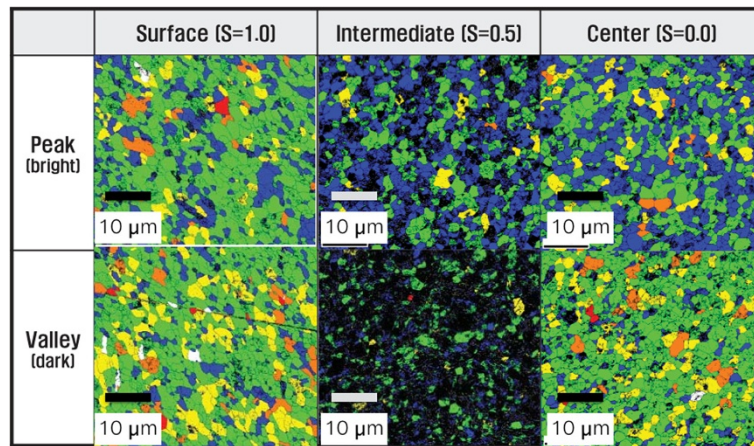 Surface (S=1.0) Intermediate (S=0.5) Center (S=0.0)
Peak
(bright)
10 μm 10 μm 10 μm
Valley
(dark)
10 μm 10 μm 10 μm